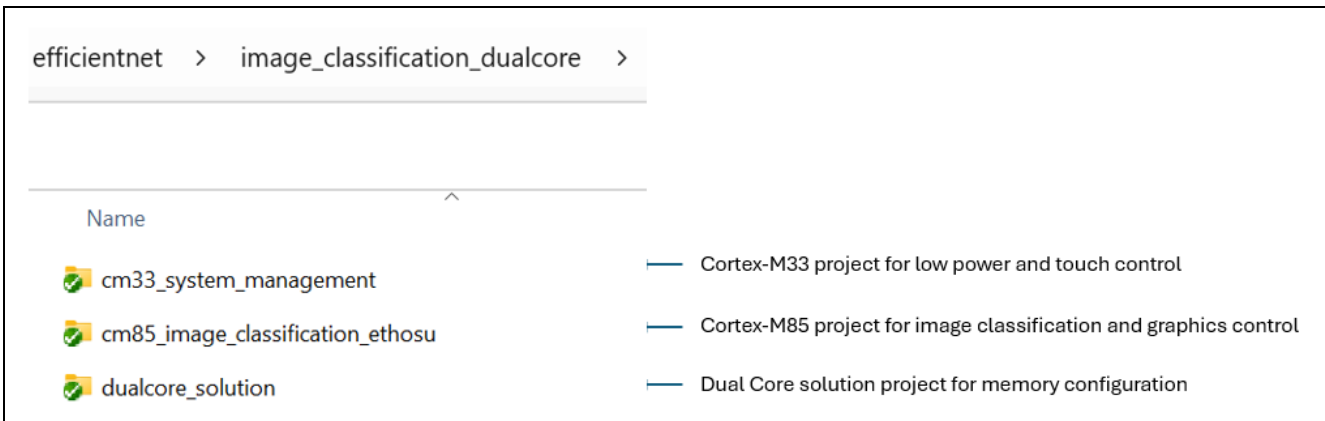 efficientnet > image_classification_dualcore >
Name
cm33_system_management
Cortex-M33 project for low power and touch control
cm85_image_classification_ethosu
Cortex-M85 project for image classification and graphics control
dualcore_solution
Dual Core solution project for memory configuration